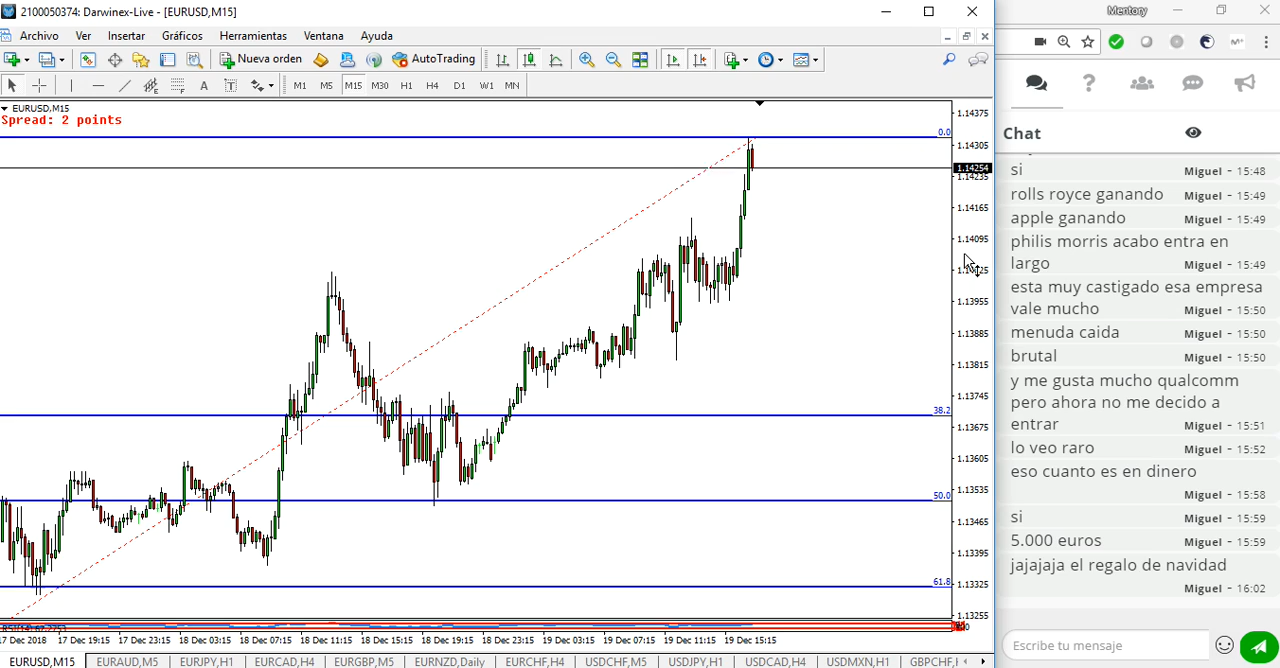 2100050374: Darwinex-Live - [EURUSD,M15]
Mentory
Archivo Ver Insertar Gráficos Herramientas Ventana Ayuda
Nueva orden AutoTrading
A T M1 M5 M15 M30 H1 H4 D1 W1 MN
EURUSD,M15
Spread: 2 points
0.0
38.2
50.0
61.8
1.14375
1.14305
1.14254
1.14235
1.14165
1.14095
1.13955
1.13885
1.13815
1.13745
1.13675
1.13605
1.13535
1.13465
1.13395
1.13325
1.13255
17 Dec 19:15 17 Dec 23:15 18 Dec 03:15 18 Dec 07:15 18 Dec 11:15 18 Dec 15:15 18 Dec 19:15 18 Dec 23:15 19 Dec 03:15 19 Dec 07:15 19 Dec 11:15 19 Dec 15:15
EURUSD,M15 EURAUD,M5 EURJPY,H1 EURCAD,H1 EURGBP,M5 EURNZD,Daily EURCHF,H1 USDCHF,M5 USDJPY,H1 USDCAD,H4 USDMXN,H1 GBPCHF,
Chat
si Miguel - 15:48
rolls royce ganando Miguel - 15:49
apple ganando Miguel - 15:49
philis morris acabo entra en
largo Miguel - 15:49
esta muy castigado esa empresa
vale mucho Miguel - 15:50
menuda caida Miguel - 15:50
brutal Miguel - 15:50
y me gusta mucho qualcomm
pero ahora no me decido a
entrar Miguel - 15:51
lo veo raro Miguel - 15:52
eso cuanto es en dinero
Miguel - 15:58
si Miguel - 15:59
5.000 euros Miguel - 15:59
jajajaja el regalo de navidad
Miguel - 16:02
Escribe tu mensaje